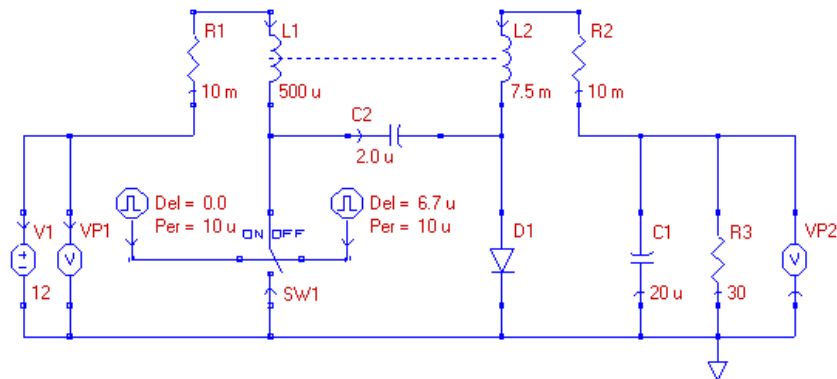 R1
L1
L2
R2
10 m
500 u
7.5 m
10 m
C2
2.0 u
Del = 0.0
Per = 10 u
Del = 6.7 u
Per = 10 u
V1
VP1
ON OFF
D1
C1
R3
VP2
V
V
12
SW1
20 u
30